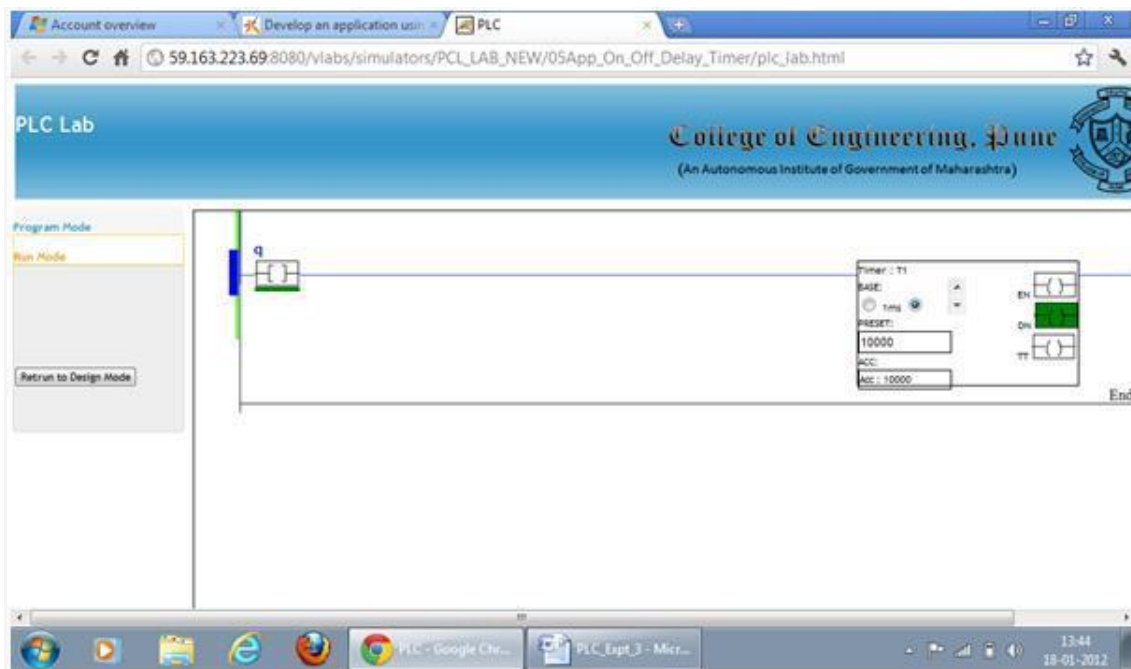 Account overview
Develop an application usin
PLC
59.163.223.69:8080/vlabs/simulators/PCL_LAB_NEW/05App_On_Off_Delay_Timer/plc_lab.html
PLC Lab
College of Engineering, Pune
(An Autonomous Institute of Government of Maharashtra)
Program Mode
Run Mode
Retrun to Design Mode
q
Timer : T1
BASE:
1ms
PRESET:
10000
ACC:
Acc : 10000
EN
DN
TT
End
PLC - Google Chr...
PLC_Expt_3 - Micr...
13:44
18-01-2012